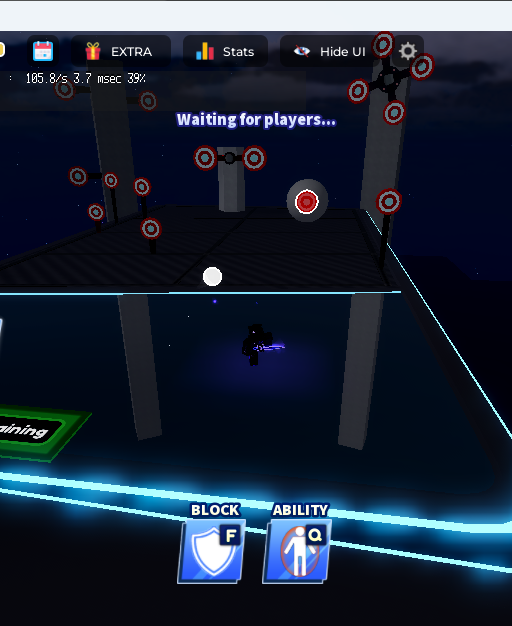 EXTRA
Stats
Hide UI
: 105.8/s 3.7 msec 39%
Waiting for players...
aining
BLOCK
ABILITY
F
Q